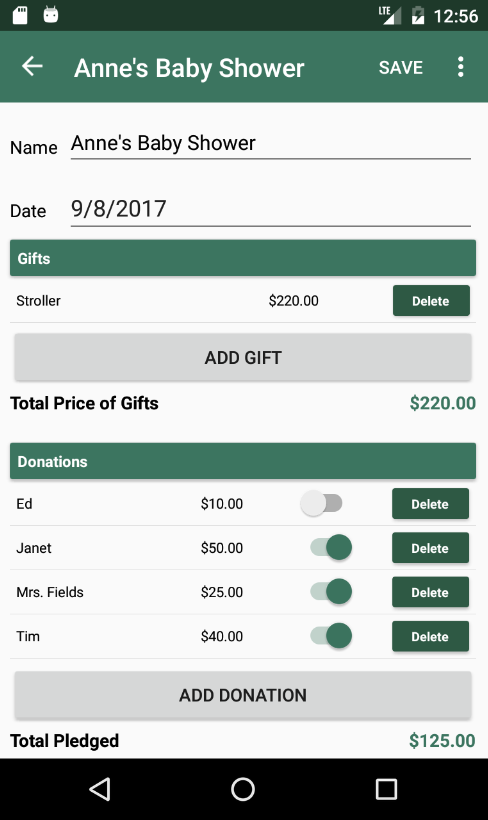 LTE 12:56
Anne's Baby Shower SAVE
Name Anne's Baby Shower
Date 9/8/2017
Gifts
Stroller $220.00 Delete
ADD GIFT
Total Price of Gifts $220.00
Donations
Ed $10.00 Delete
Janet $50.00 Delete
Mrs. Fields $25.00 Delete
Tim $40.00 Delete
ADD DONATION
Total Pledged $125.00